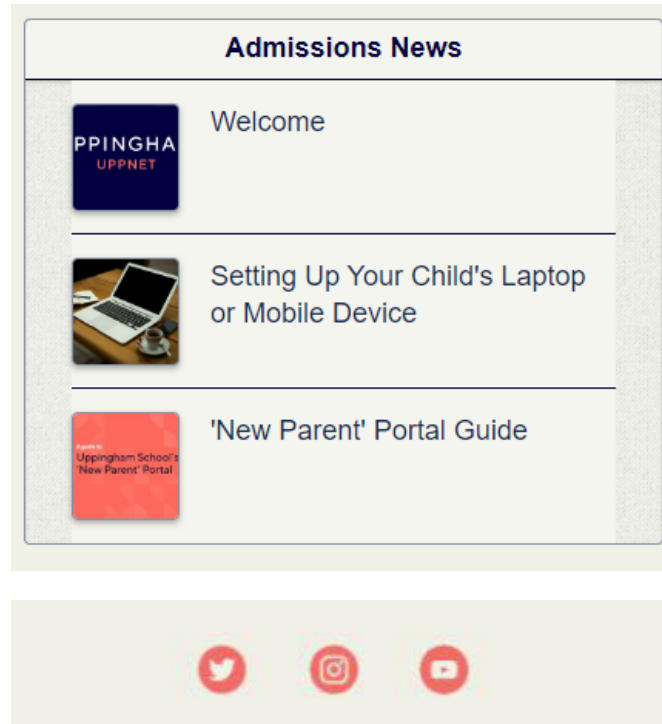 Admissions News
PPINGHA
UPPNET
Welcome
Setting Up Your Child's Laptop
or Mobile Device
Uppingham School's
'New Parent' Portal
'New Parent' Portal Guide